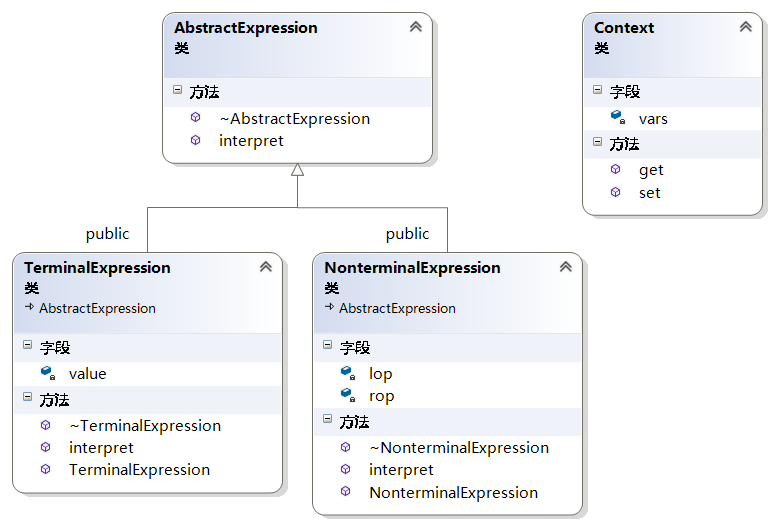 AbstractExpression
类
方法
~AbstractExpression
interpret
Context
类
字段
vars
方法
get
set
public
public
TerminalExpression
类
AbstractExpression
字段
value
方法
~TerminalExpression
interpret
TerminalExpression
NonterminalExpression
类
AbstractExpression
字段
lop
rop
方法
~NonterminalExpression
interpret
NonterminalExpression